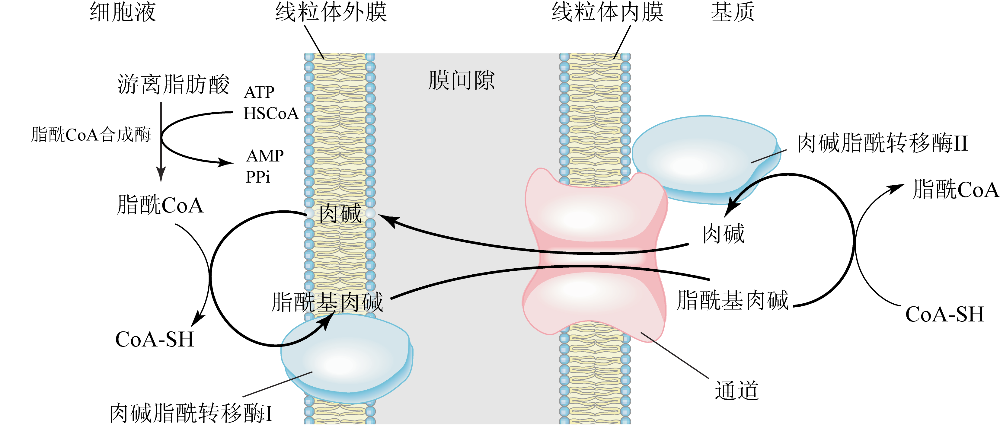 细胞液
线粒体外膜
线粒体内膜
基质
膜间隙
游离脂肪酸
ATP
HSCoA
脂酰CoA合成酶
AMP
PPi
肉碱脂酰转移酶II
脂酰CoA
脂酰CoA
肉碱
肉碱
脂酰基肉碱
脂酰基肉碱
CoA-SH
CoA-SH
通道
肉碱脂酰转移酶I